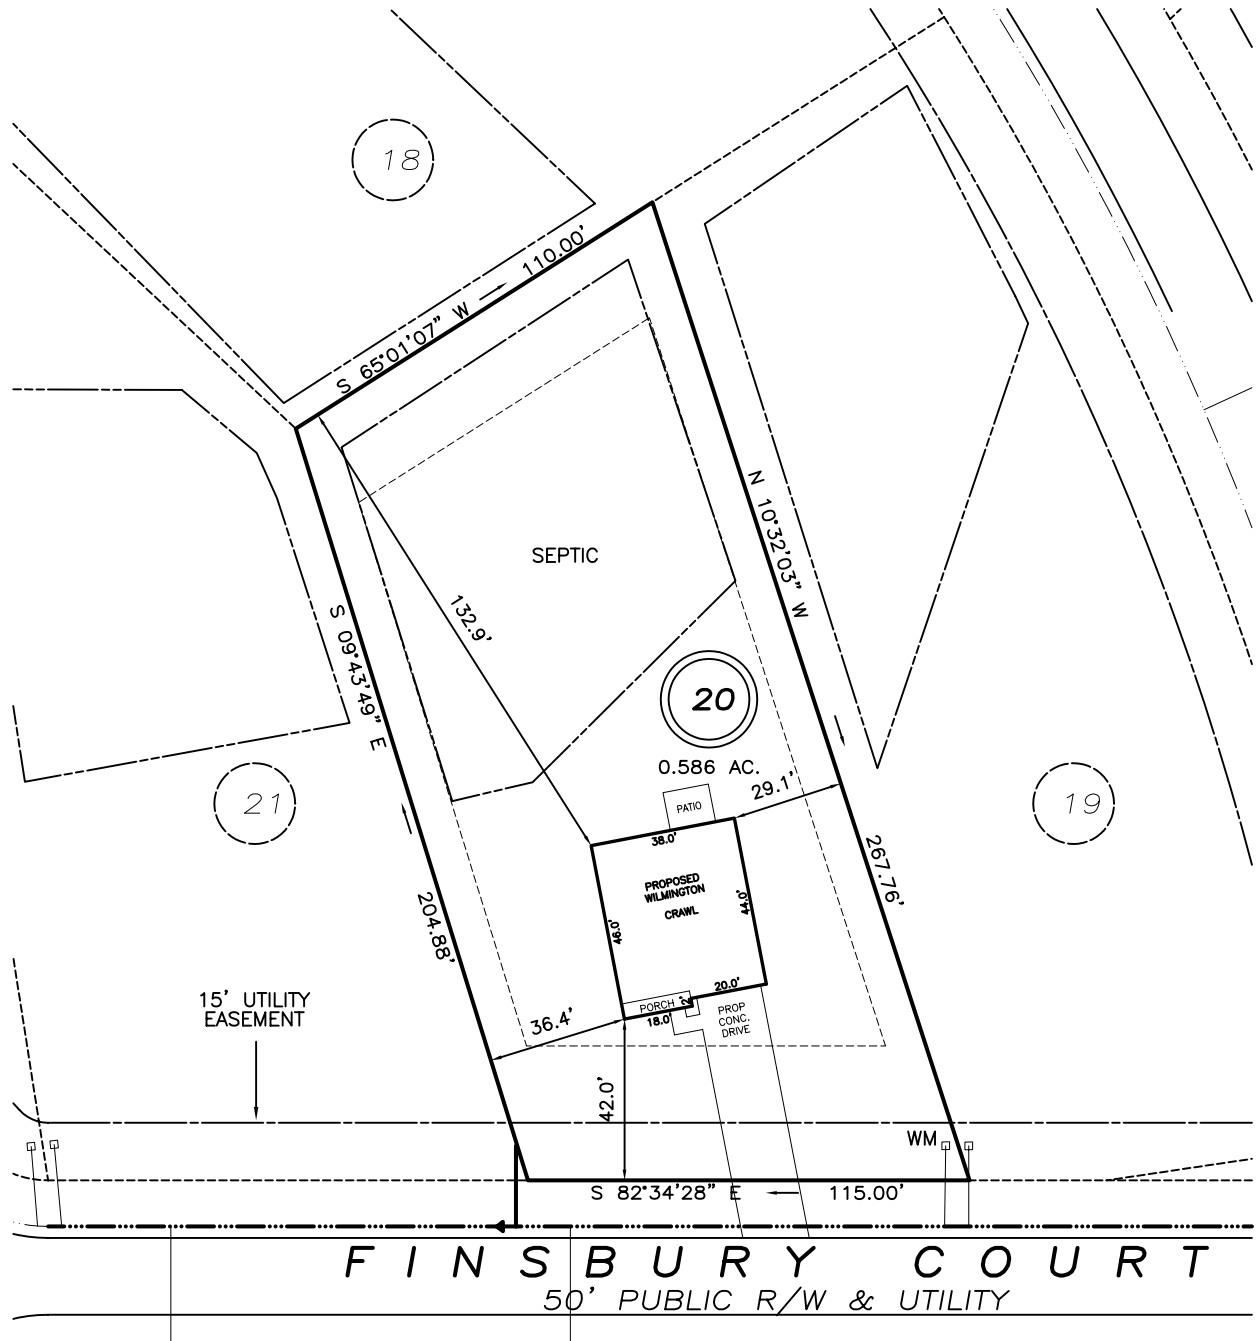 18
S 65°01'07" W
110.00'
SEPTIC
N 10°32'03" W
132.9'
S 09°43'49" E
20
0.586 AC.
29.1'
21
19
PATIO
38.0'
PROPOSED
WILMINGTON
CRAWL
46.0'
44.0'
267.76'
204.88'
20.0'
PORCH
2'
18.0'
PROP
CONC.
DRIVE
15' UTILITY
EASEMENT
36.4'
42.0'
WM
S 82°34'28" E
115.00'
FINSBURY COURT
50' PUBLIC R/W & UTILITY